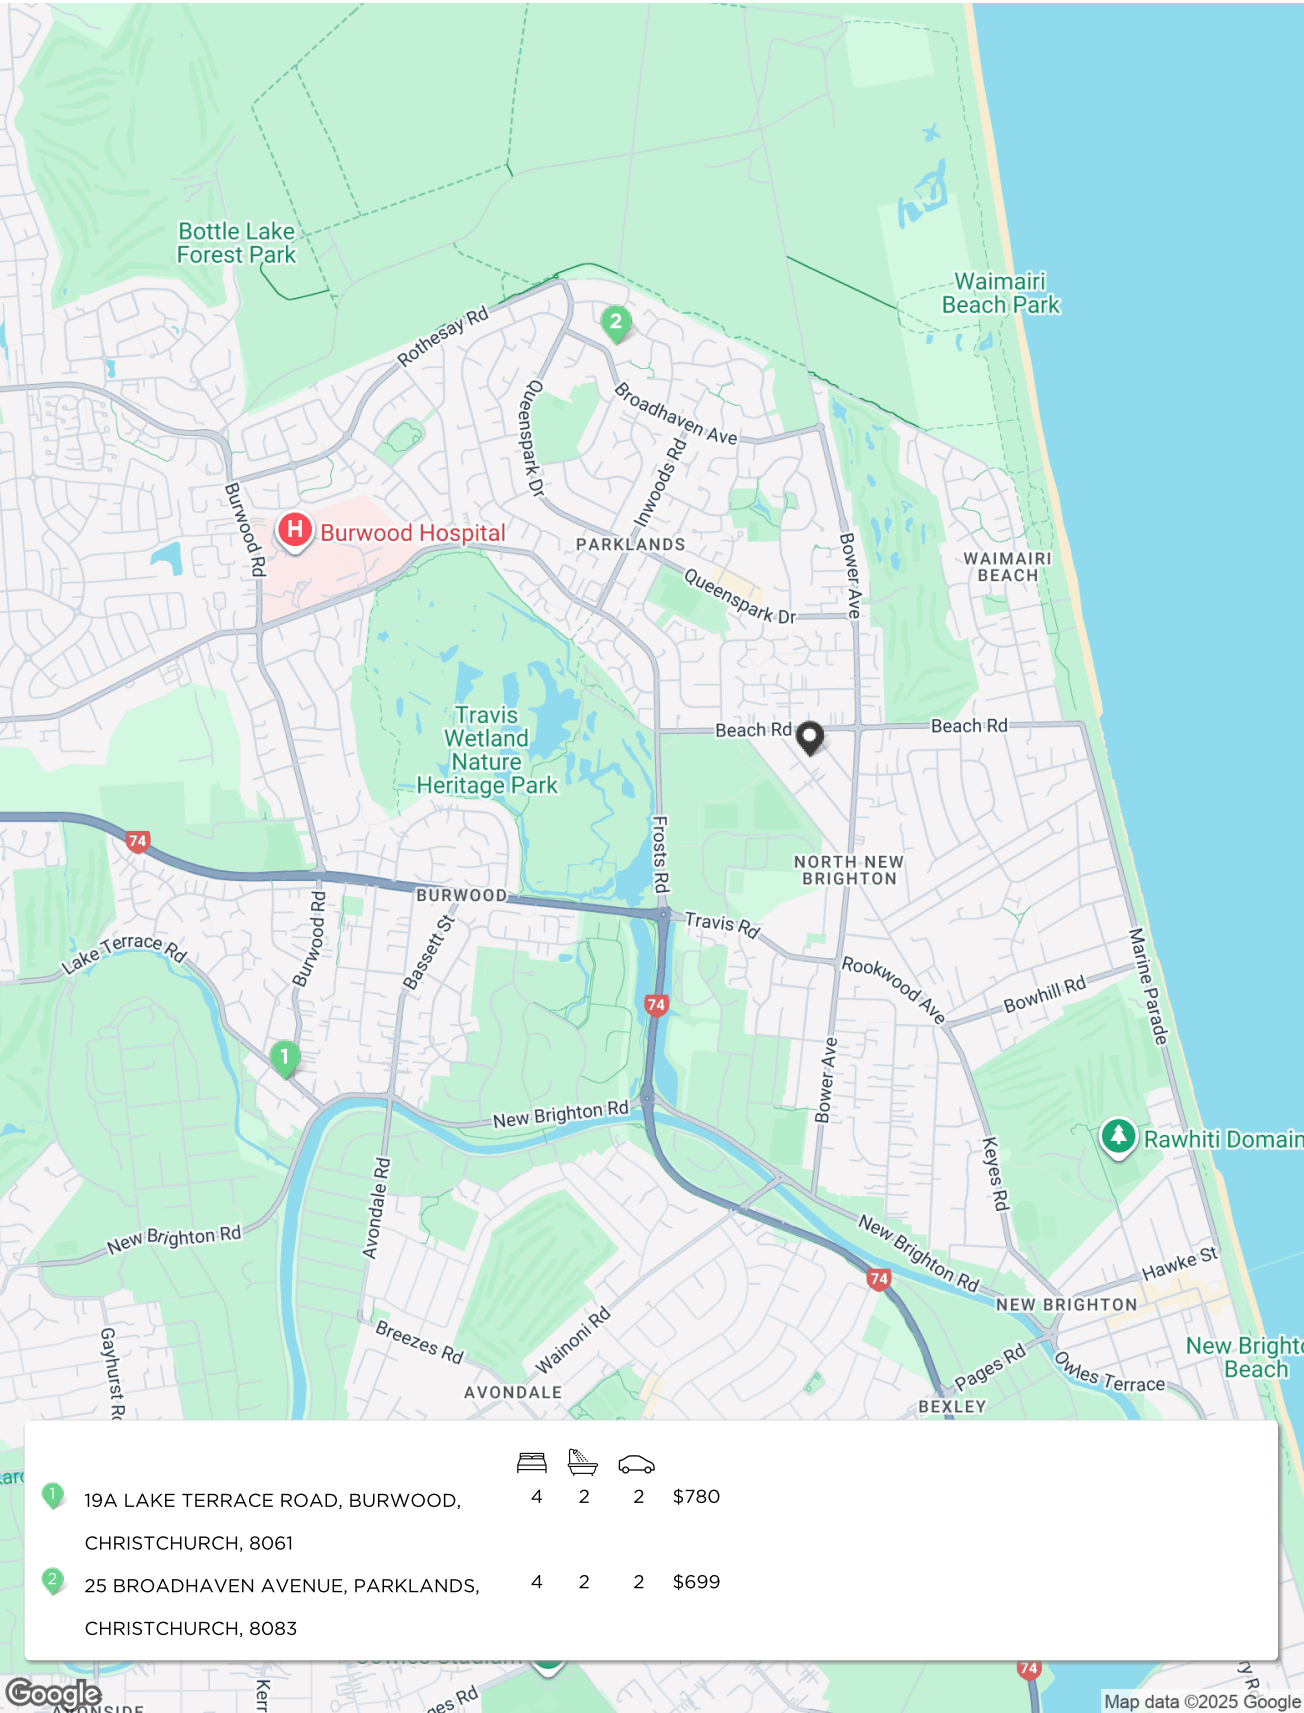 Bottle Lake
Forest Park
Waimairi
Beach Park
Rothesay Rd
2
Queenspark Dr
Broadhaven Ave
Inwoods Rd
Burwood Rd
H
Burwood Hospital
PARKLANDS
Bower Ave
WAIMAIRI
BEACH
Queenspark Dr
Travis
Wetland
Nature
Heritage Park
Beach Rd
Beach Rd
74
Frosts Rd
NORTH NEW
BRIGHTON
BURWOOD
Burwood Rd
Bassett St
Travis Rd
Lake Terrace Rd
Rookwood Ave
Bowhill Rd
Marine Parade
74
1
Bower Ave
New Brighton Rd
Rawhiti Domain
Keyes Rd
Avondale Rd
New Brighton Rd
New Brighton Rd
Hawke St
74
NEW BRIGHTON
Breezes Rd
Wainoni Rd
Gayhurst R
Pages Rd
Owles Terrace
New Bright
Beach
AVONDALE
BEXLEY
1
19A LAKE TERRACE ROAD, BURWOOD, 4 2 2 $780
CHRISTCHURCH, 8061
2
25 BROADHAVEN AVENUE, PARKLANDS, 4 2 2 $699
CHRISTCHURCH, 8083
74
Google
Kerr
ges Rd
Map data ©2025 Google